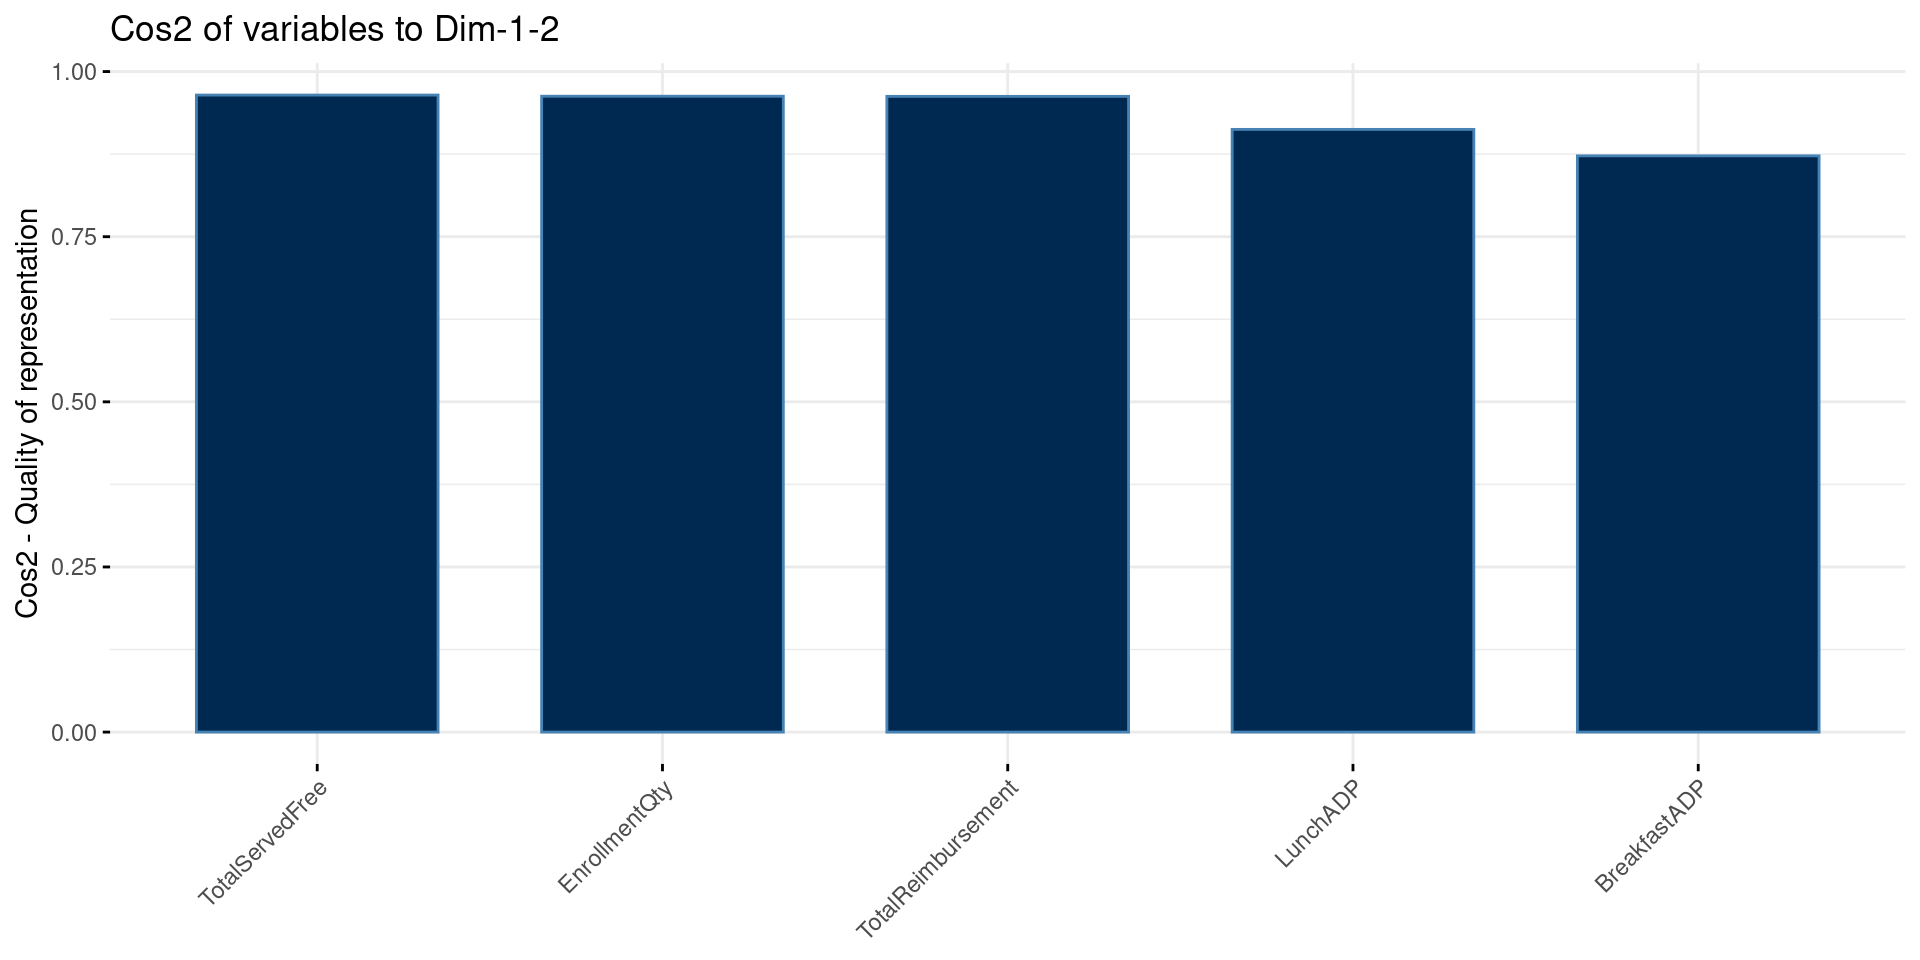 Cos2 of variables to Dim-1-2
Cos2 - Quality of representation
1.00
0.75
0.50
0.25
0.00
TotalServedFree
EnrollmentQty
TotalReimbursement
LunchADP
BreakfastADP